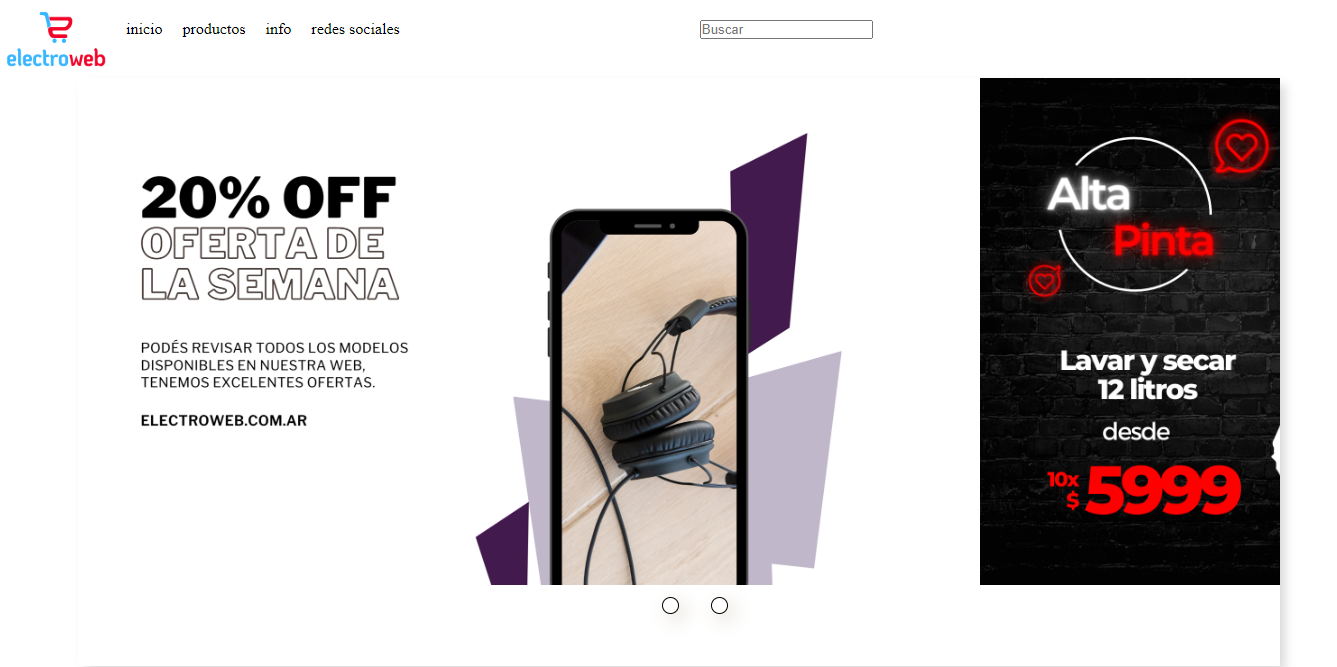 electroweb
inicio productos info redes sociales
Buscar
20% OFF
OFERTA DE
LA SEMANA
PODÉS REVISAR TODOS LOS MODELOS
DISPONIBLES EN NUESTRA WEB,
TENEMOS EXCELENTES OFERTAS.
ELECTROWEB.COM.AR
Alta
Pinta
Lavar y secar
12 litros
desde
10x
$ 5999